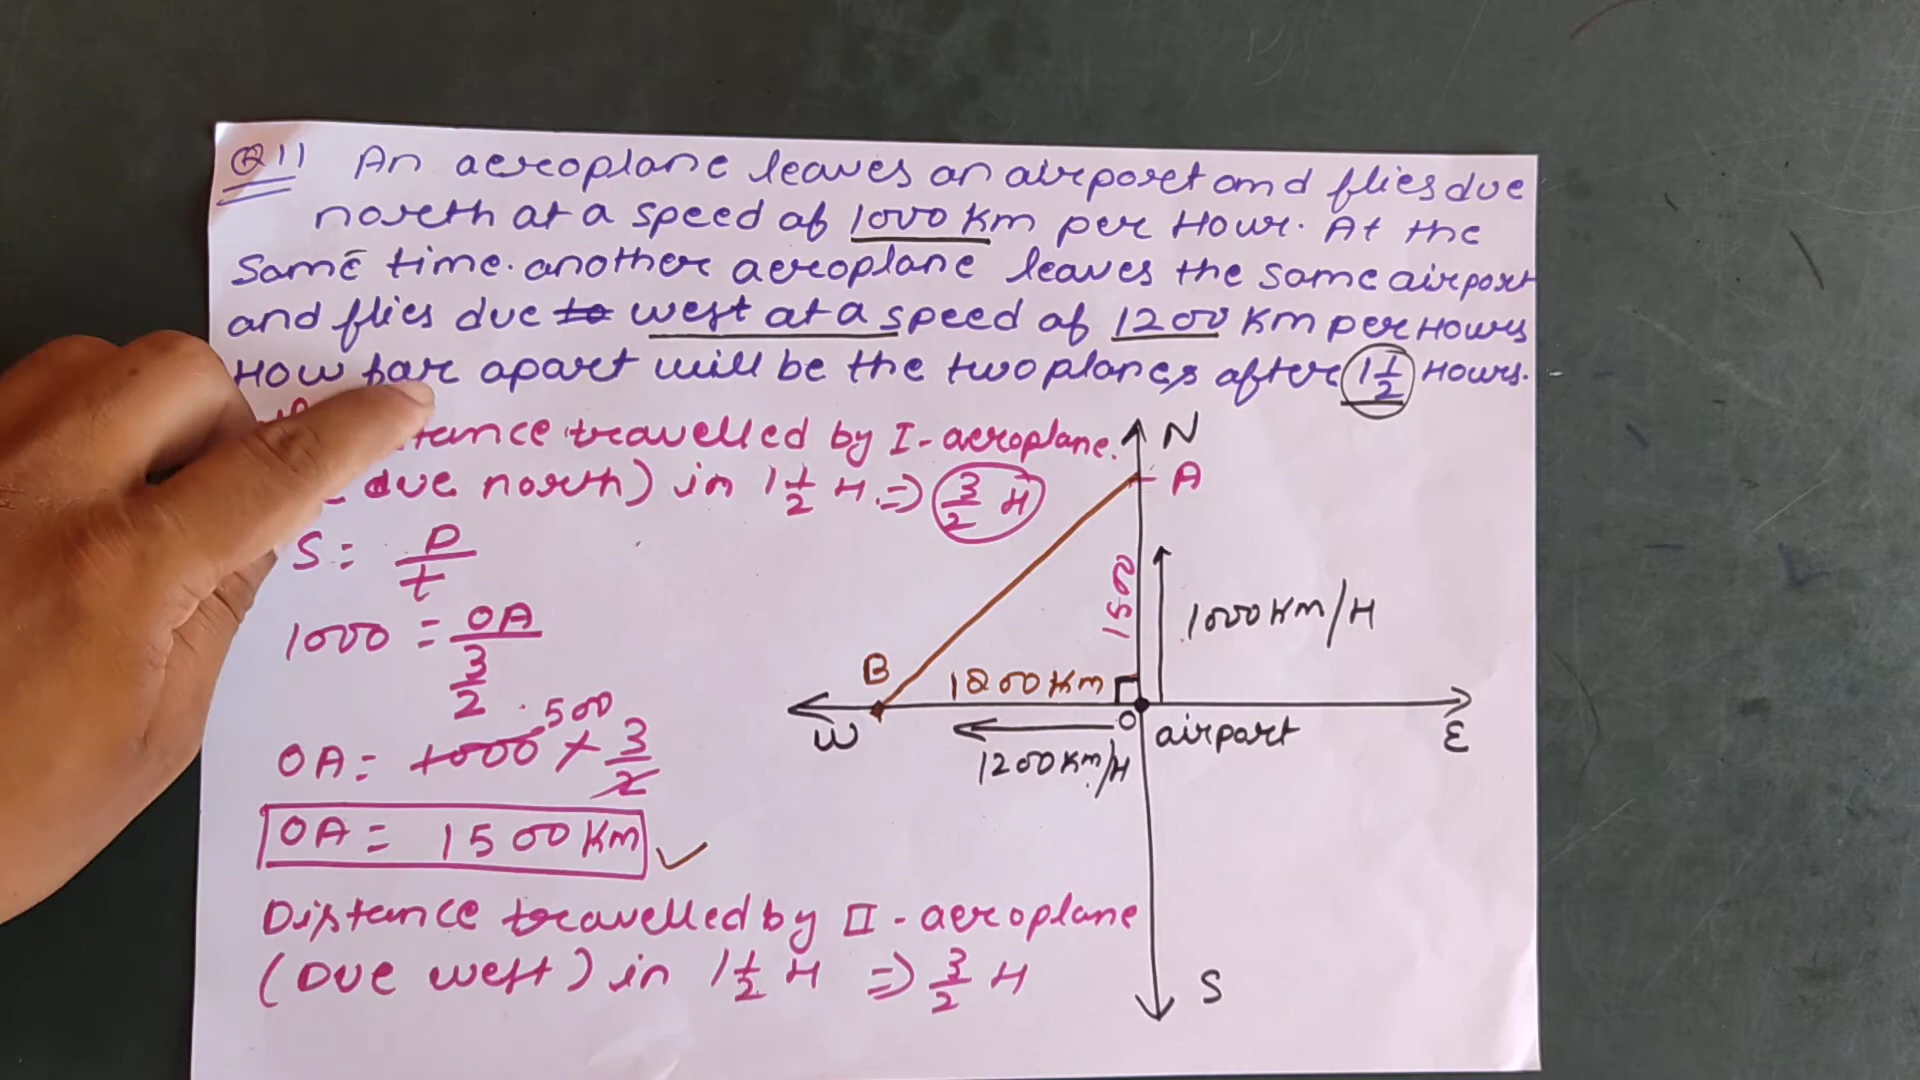 Q11 An aeroplane leaves an airport and flies due
north at a speed of 1000 Km per Hour. At the
same time. another aeroplane leaves the same airport
and flies due to west at a speed of 1200 Km per Hours
How far apart will be the two planes after 1 1/2 Hours.
tance travelled by I-aeroplane.
due north) in 1 1/2 H => 3/2 H
S = D/t
1000 = OA / 3/2
OA = 1000 × 3/2
500
OA = 1500 Km
Distance travelled by II-aeroplane
(Due west) in 1 1/2 H => 3/2 H
N
A
1500
1000 Km/H
B
1800 Km
W
O
airport
E
1200 Km/H
S